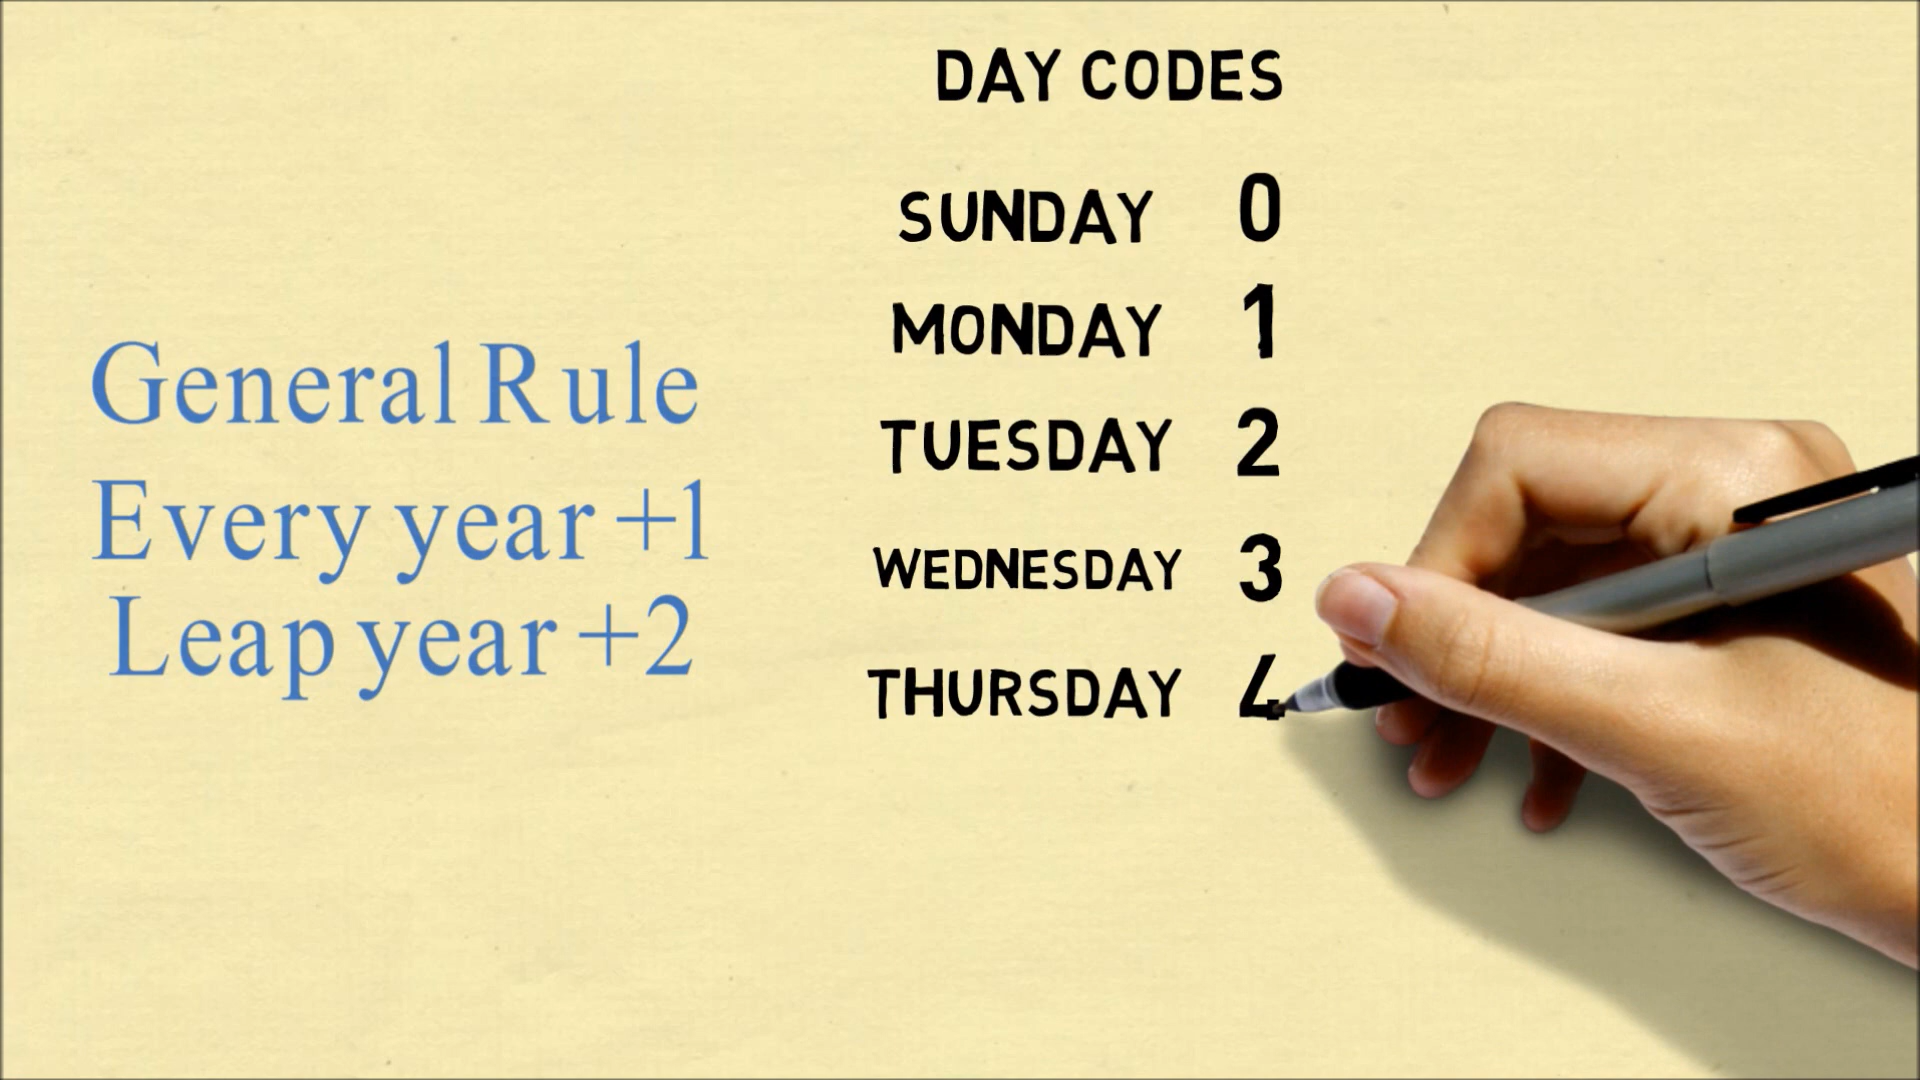 General Rule
Every year +1
Leap year +2
DAY CODES
SUNDAY 0
MONDAY 1
TUESDAY 2
WEDNESDAY 3
THURSDAY 4